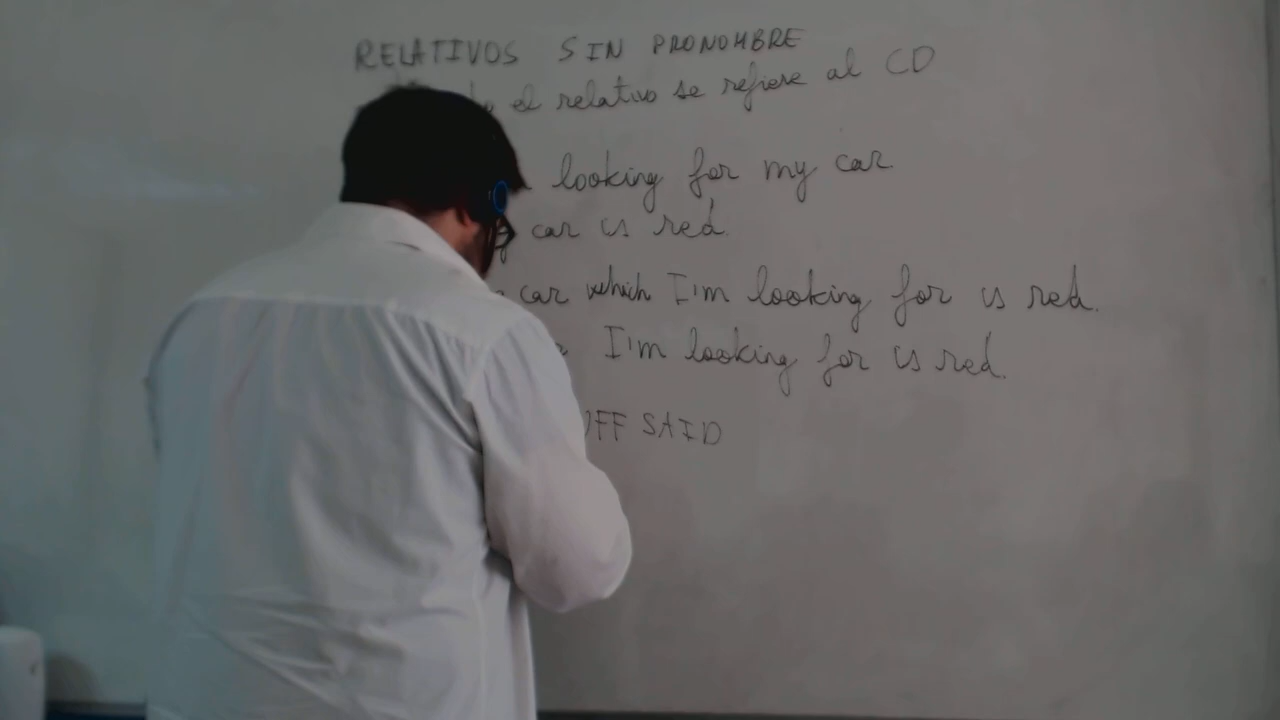 RELATIVOS SIN PRONOMBRE
el relativo se refiere al CD
looking for my car
car is red.
car which I'm looking for is red.
I'm looking for is red.
SAID